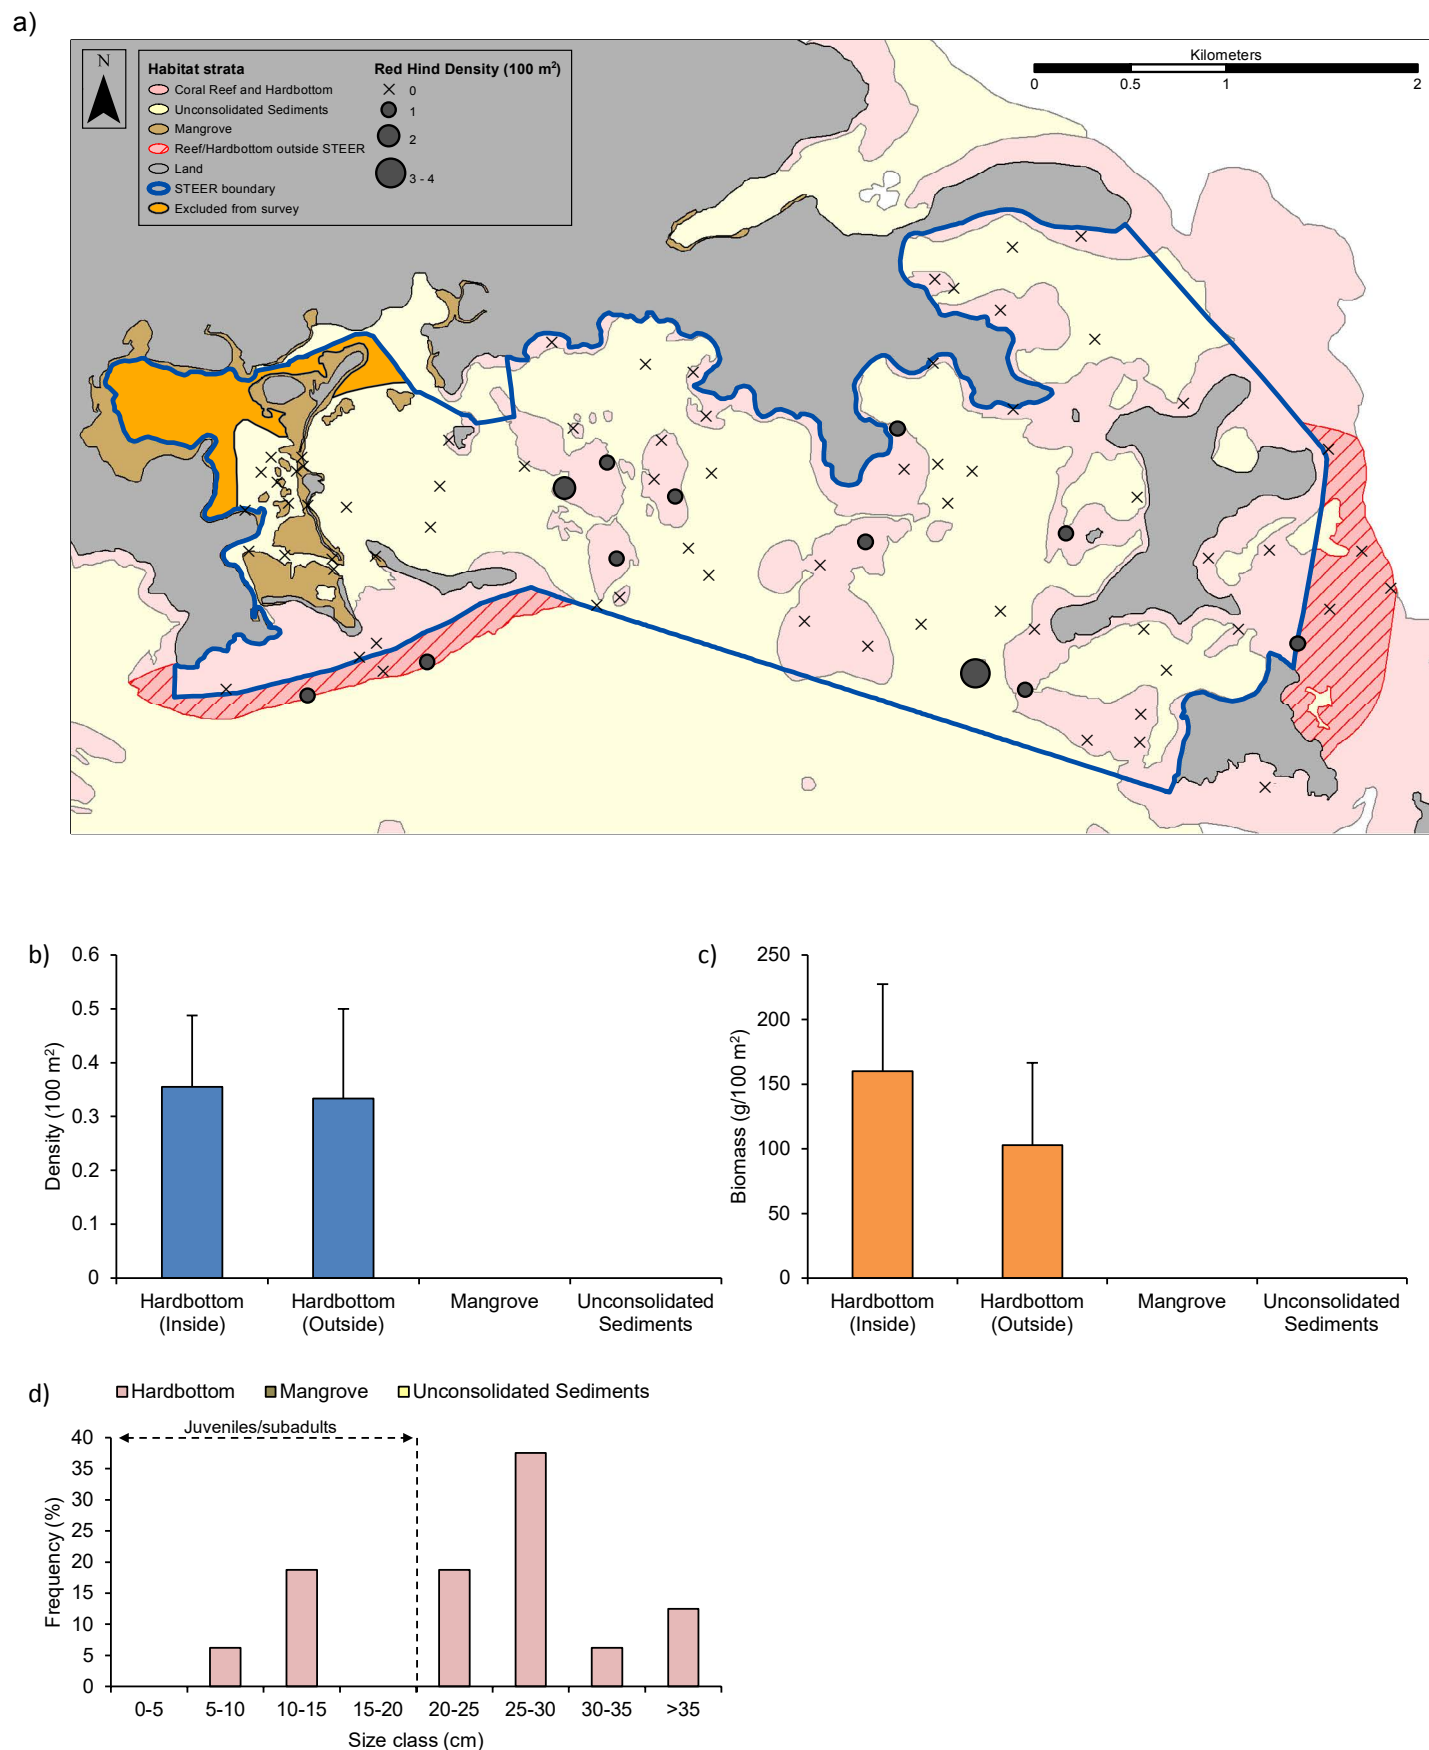 a)
N
Habitat strata
Coral Reef and Hardbottom
Unconsolidated Sediments
Mangrove
Reef/Hardbottom outside STEER
Land
STEER boundary
Excluded from survey
Red Hind Density (100 m²)
0
1
2
3 - 4
Kilometers
0 0.5 1 2
b)
Density (100 m²)
0.6
0.5
0.4
0.3
0.2
0.1
0
Hardbottom (Inside)
Hardbottom (Outside)
Mangrove
Unconsolidated Sediments
c)
Biomass (g/100 m²)
250
200
150
100
50
0
Hardbottom (Inside)
Hardbottom (Outside)
Mangrove
Unconsolidated Sediments
d)
Hardbottom Mangrove Unconsolidated Sediments
Juveniles/subadults
Frequency (%)
40
35
30
25
20
15
10
5
0
0-5 5-10 10-15 15-20 20-25 25-30 30-35 >35
Size class (cm)